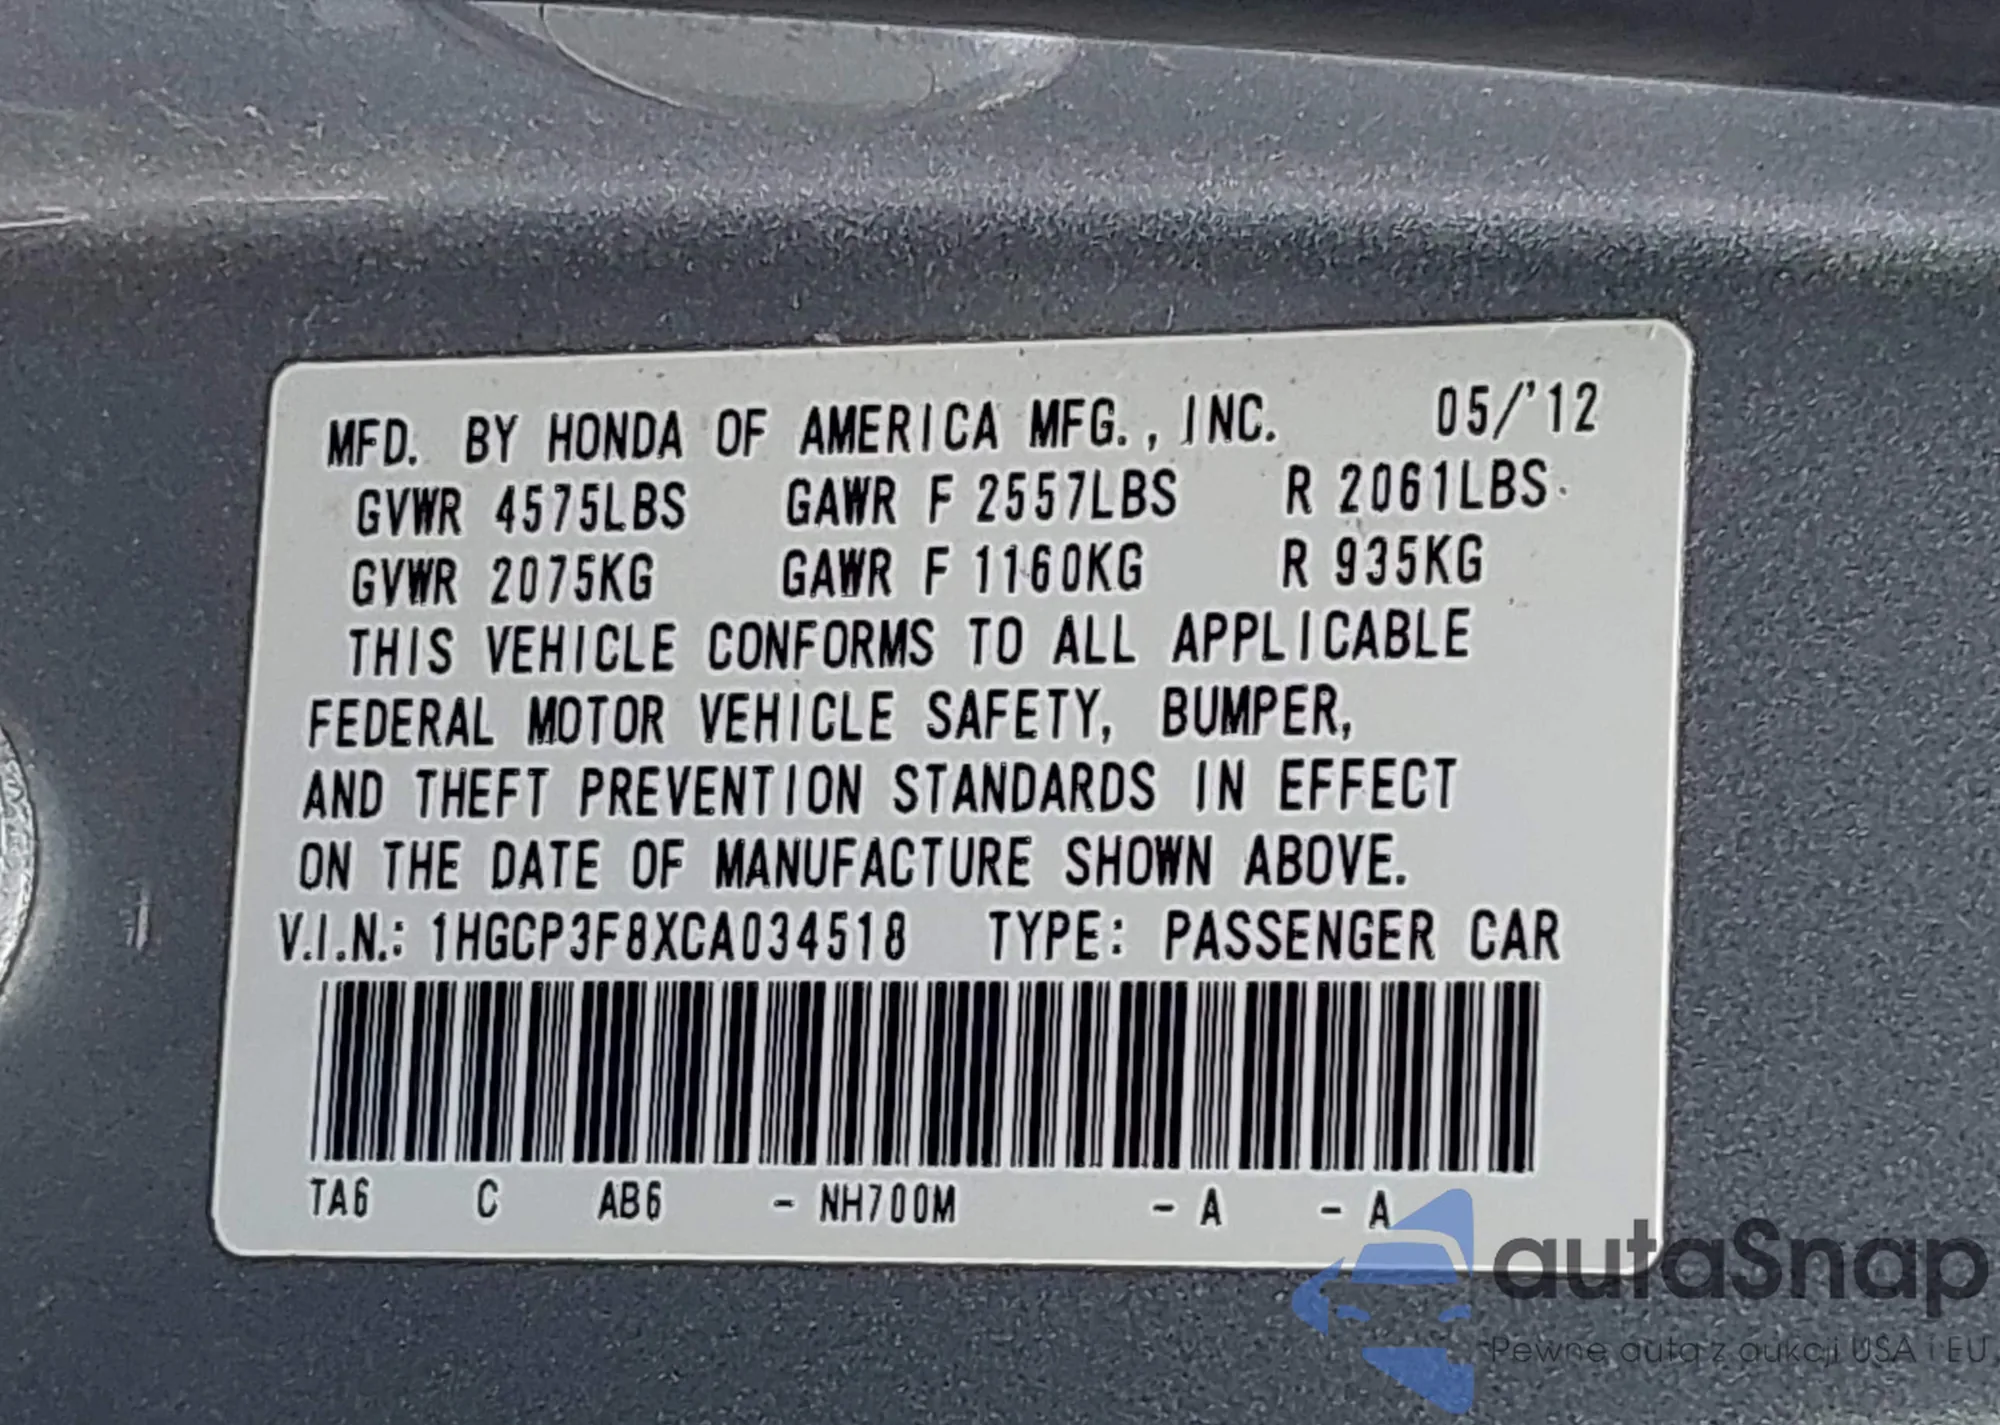 MFD. BY HONDA OF AMERICA MFG., INC. 05/'12
GVWR 4575LBS GAWR F 2557LBS R 2061LBS
GVWR 2075KG GAWR F 1160KG R 935KG
THIS VEHICLE CONFORMS TO ALL APPLICABLE
FEDERAL MOTOR VEHICLE SAFETY, BUMPER,
AND THEFT PREVENTION STANDARDS IN EFFECT
ON THE DATE OF MANUFACTURE SHOWN ABOVE.
V.I.N.: 1HGCP3F8XCA034518 TYPE: PASSENGER CAR
TA6 C AB6 - NH700M - A - A
autaSnap
Pewne auta z aukcji USA i EU